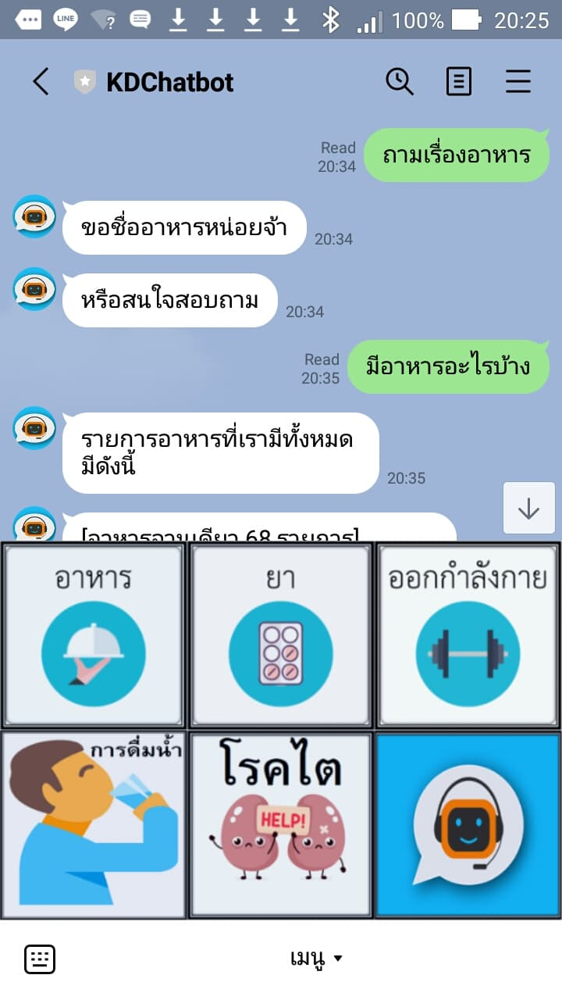 LINE
?
100%
20:25
KDChatbot
Read
20:34
ถามเรื่องอาหาร
ขอชื่ออาหารหน่อยจ้า
20:34
หรือสนใจสอบถาม
20:34
Read
20:35
มีอาหารอะไรบ้าง
รายการอาหารที่เรามีทั้งหมด
มีดังนี้
20:35
[อาหารจานเดียว 68 รายการ]
อาหาร
ยา
ออกกำลังกาย
การดื่มน้ำ
โรคไต
HELP!
เมนู